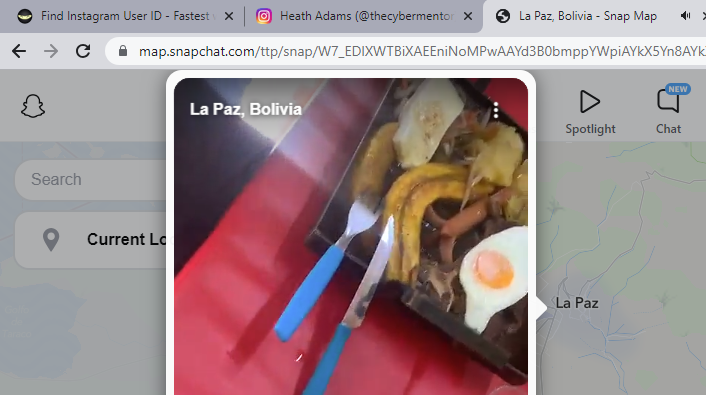 Find Instagram User ID - Fastest
Heath Adams (@thecybermentor
La Paz, Bolivia - Snap Map
map.snapchat.com/ttp/snap/W7_EDIXWTBiXAEEniNoMPwAAYd3B0bmppYWpiAYkX5Yn8AYk
La Paz, Bolivia
NEW
Spotlight
Chat
Search
Current Lo
La Paz